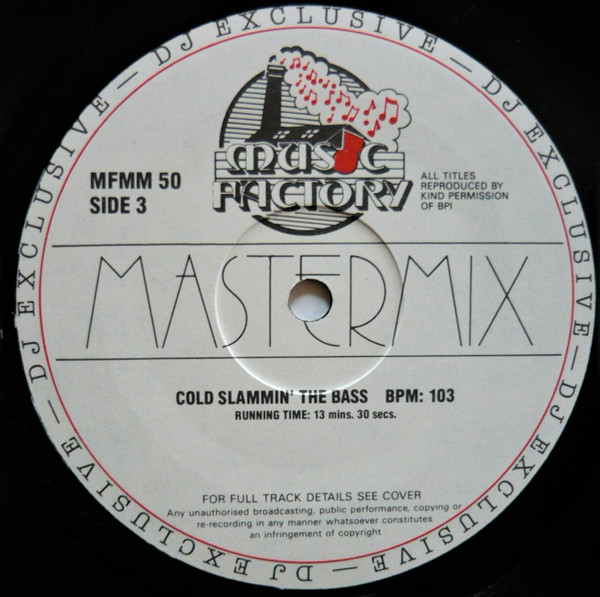 DJ EXCLUSIVE — DJ EXCLUSIVE — DJ EXCLUSIVE — DJ EXCLUSIVE — DJ EXCLUSIVE — DJ EXCLUSIVE —
MUSIC
FACTORY
MFMM 50
SIDE 3
ALL TITLES
REPRODUCED BY
KIND PERMISSION
OF BPI
MASTERMIX
COLD SLAMMIN' THE BASS BPM: 103
RUNNING TIME: 13 mins. 30 secs.
FOR FULL TRACK DETAILS SEE COVER
Any unauthorised broadcasting, public performance, copying or
re-recording in any manner whatsoever constitutes
an infringement of copyright